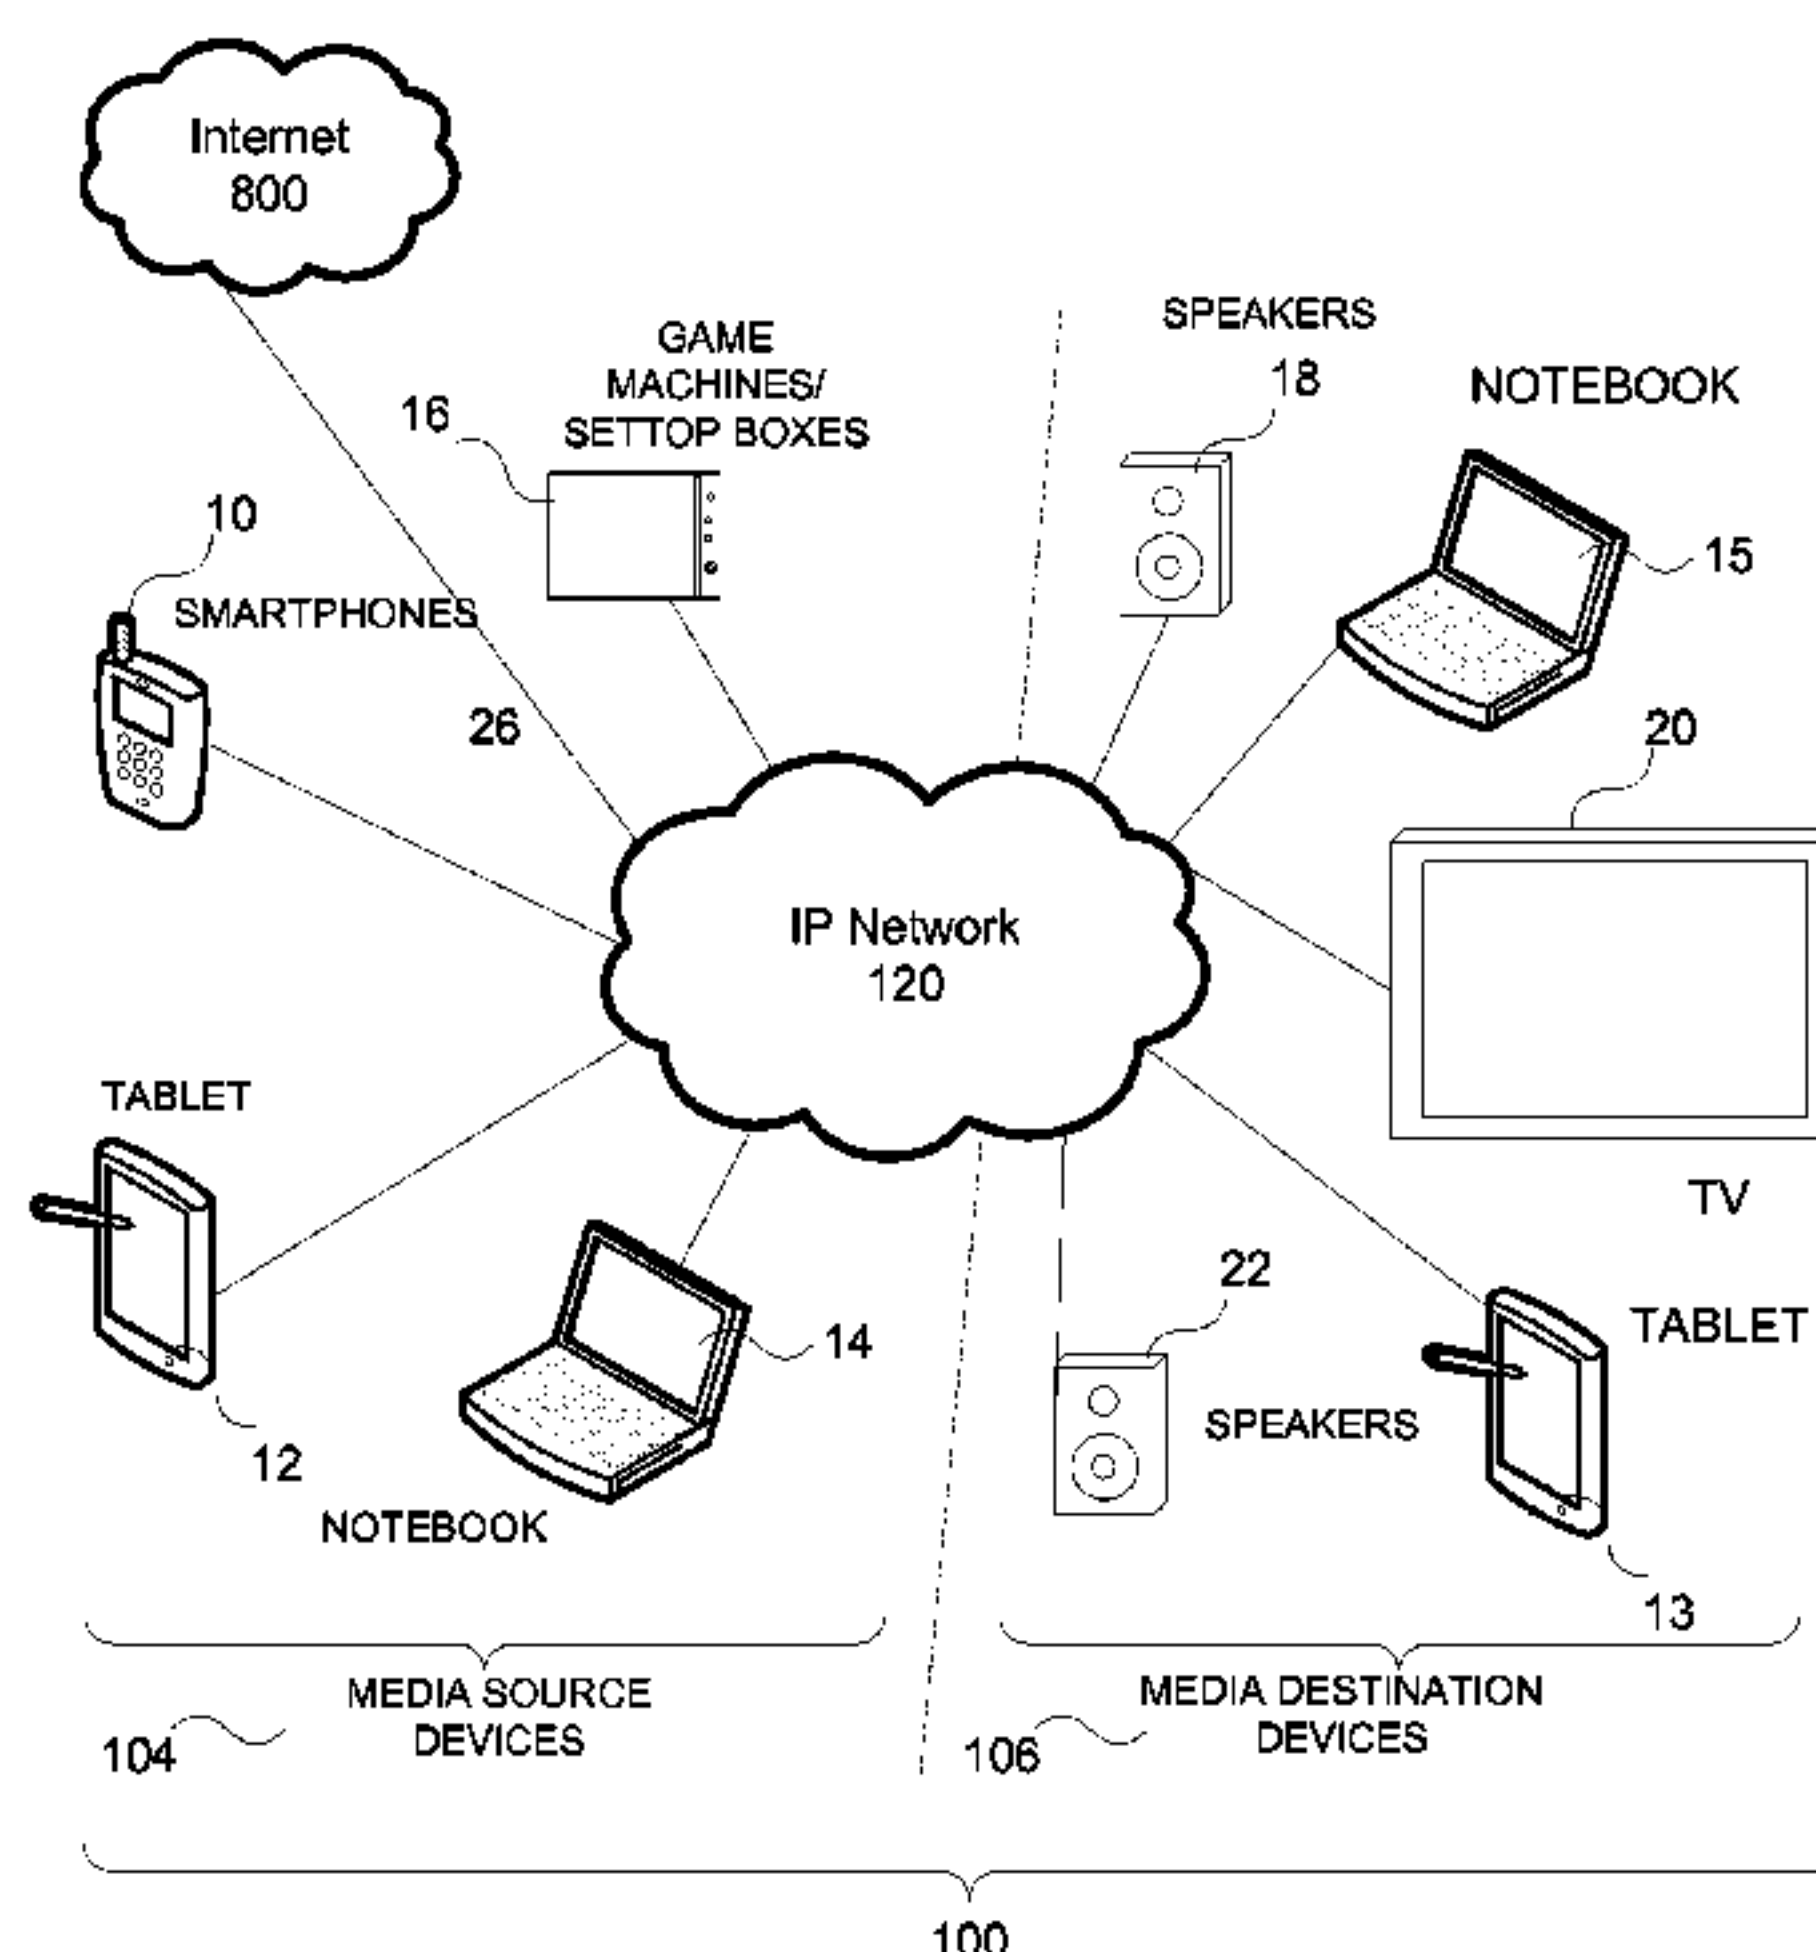 Internet
800
GAME
MACHINES/
SETTOP BOXES
16
SPEAKERS
18
NOTEBOOK
15
10
SMARTPHONES
26
20
IP Network
120
TV
TABLET
12
14
NOTEBOOK
22
SPEAKERS
TABLET
13
MEDIA SOURCE
DEVICES
104
MEDIA DESTINATION
DEVICES
106
100